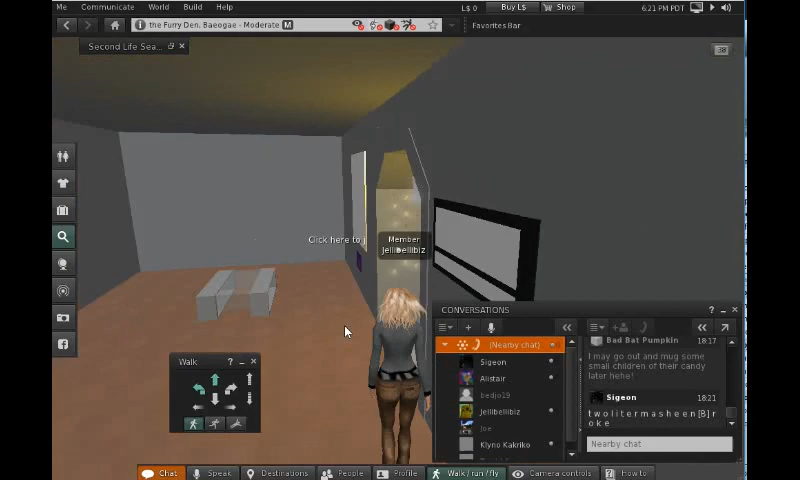 Me Communicate World Build Help L$ 0 Buy L$ Shop 6:21 PM PDT
the Furry Den, Baeogae - Moderate M Favorites Bar
Second Life Sea...
38
Click here to
Member
Jellibellibiz
CONVERSATIONS
(Nearby chat)
Sigeon
Alistair
bedjo19
Jellibellibiz
Joe
Klyno Kakriko
Bad Bat Pumpkin 18:17
I may go out and mug some
small children of their candy
later hehe!
Sigeon 18:21
t w o l i t e r m a s h e e n [B] r
o k e
Nearby chat
Walk
Chat Speak Destinations People Profile Walk / run / fly Camera controls how to